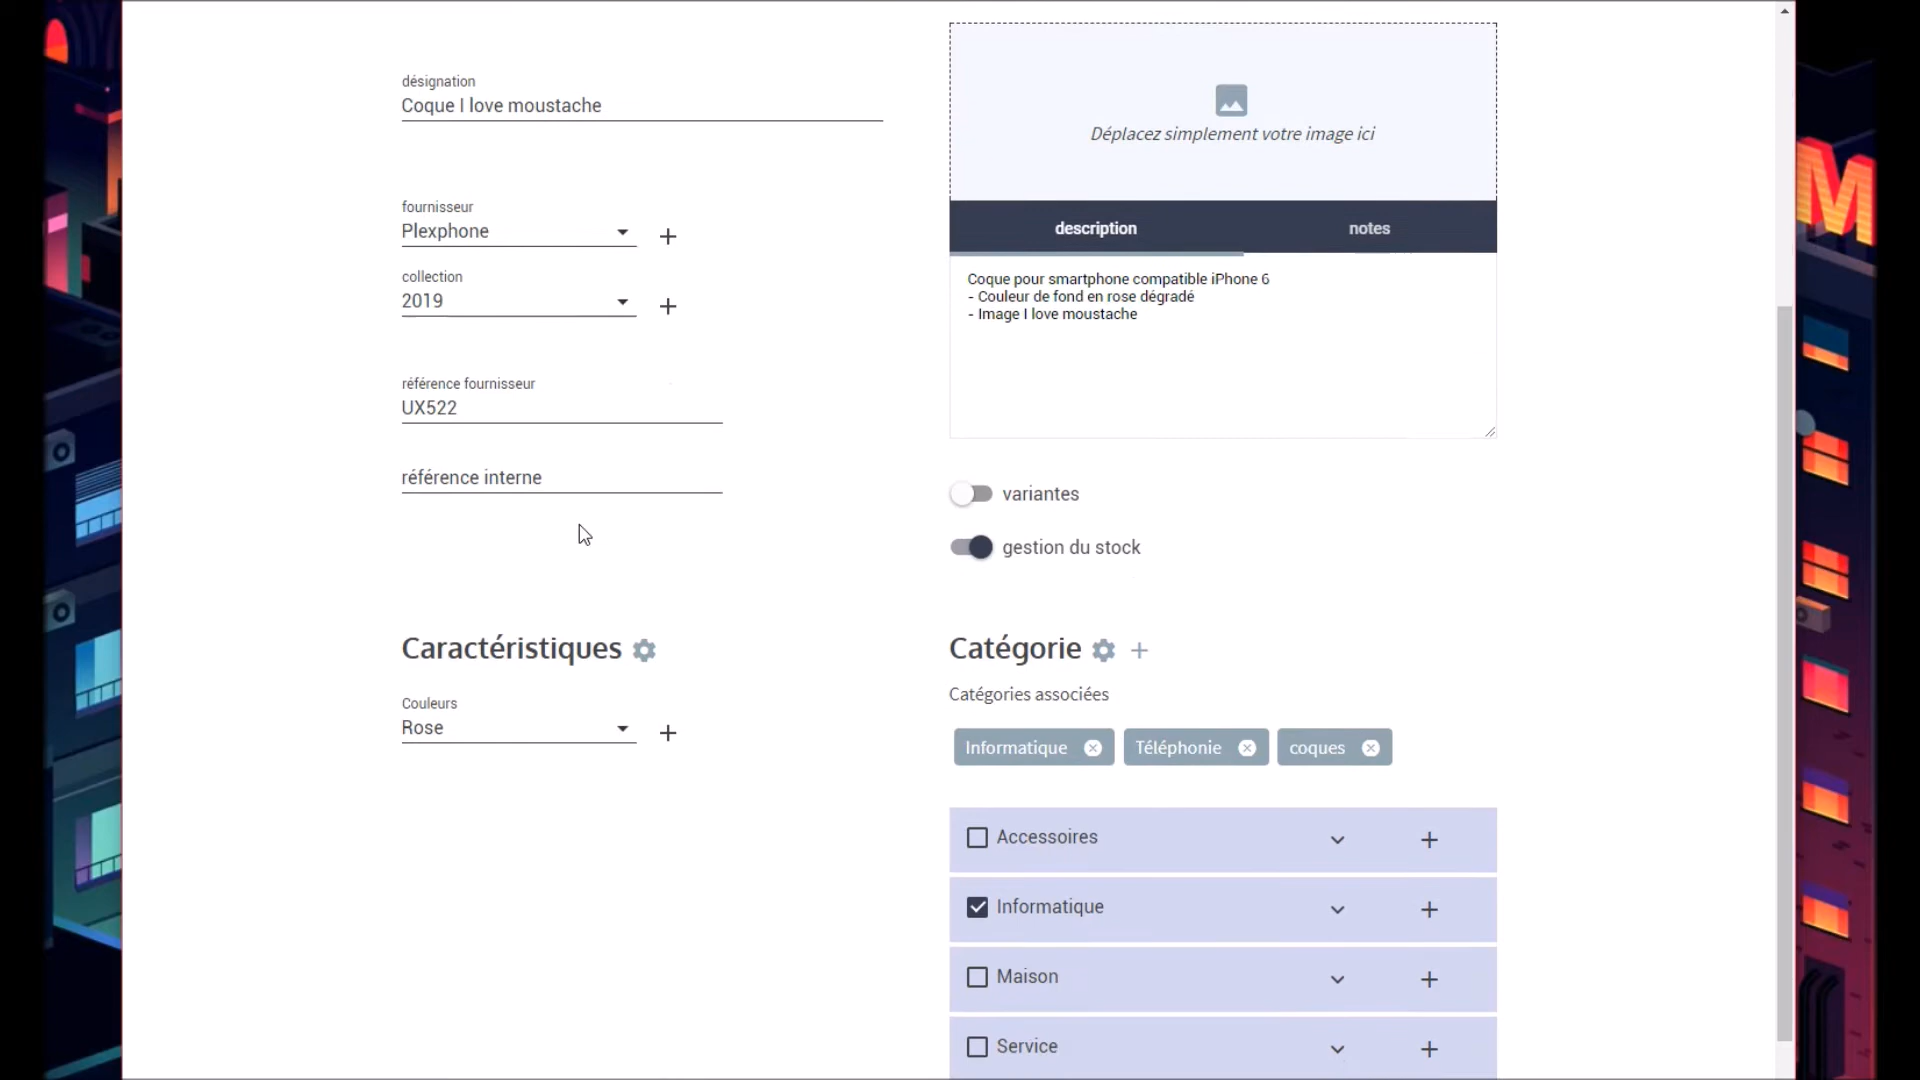 désignation
Coque I love moustache
fournisseur
Plexphone
collection
2019
référence fournisseur
UX522
référence interne
Déplacez simplement votre image ici
description
notes
Coque pour smartphone compatible iPhone 6
- Couleur de fond en rose dégradé
- Image I love moustache
variantes
gestion du stock
Caractéristiques
Couleurs
Rose
Catégorie
Catégories associées
Informatique
Téléphonie
coques
Accessoires
Informatique
Maison
Service
M